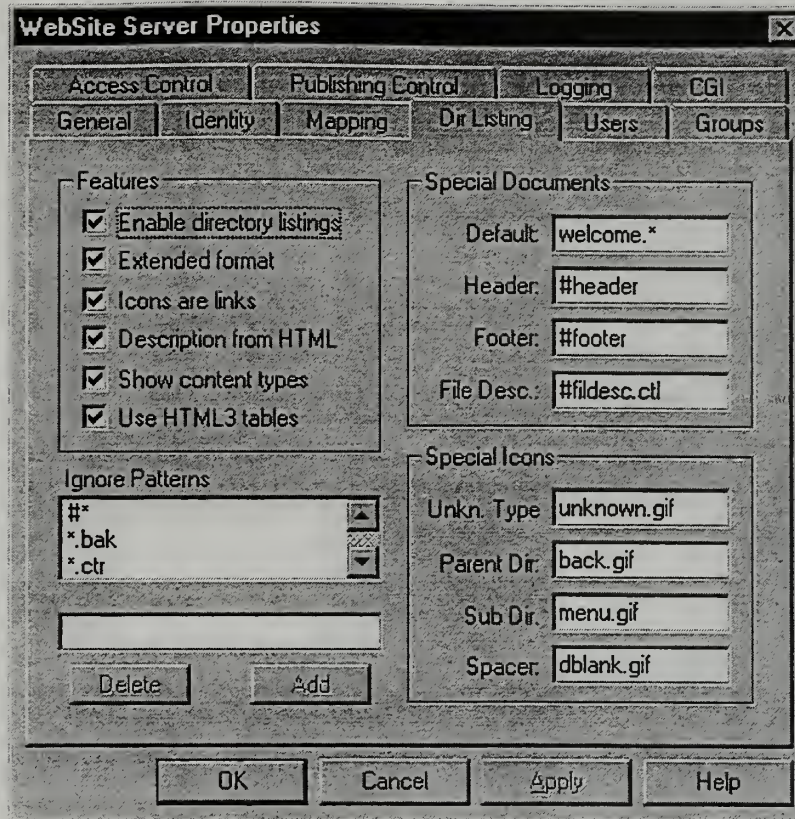 WebSite Server Properties
Access Control Publishing Control Logging CGI
General Identity Mapping Dir Listing Users Groups
Features
Enable directory listings
Extended format
Icons are links
Description from HTML
Show content types
Use HTML3 tables
Ignore Patterns
#*
*.bak
*.ctr
Delete Add
Special Documents
Default: welcome.*
Header: #header
Footer: #footer
File Desc.: #fildesc.ctl
Special Icons
Unkn. Type unknown.gif
Parent Dir: back.gif
Sub Dir: menu.gif
Spacer: dblank.gif
OK Cancel Apply Help